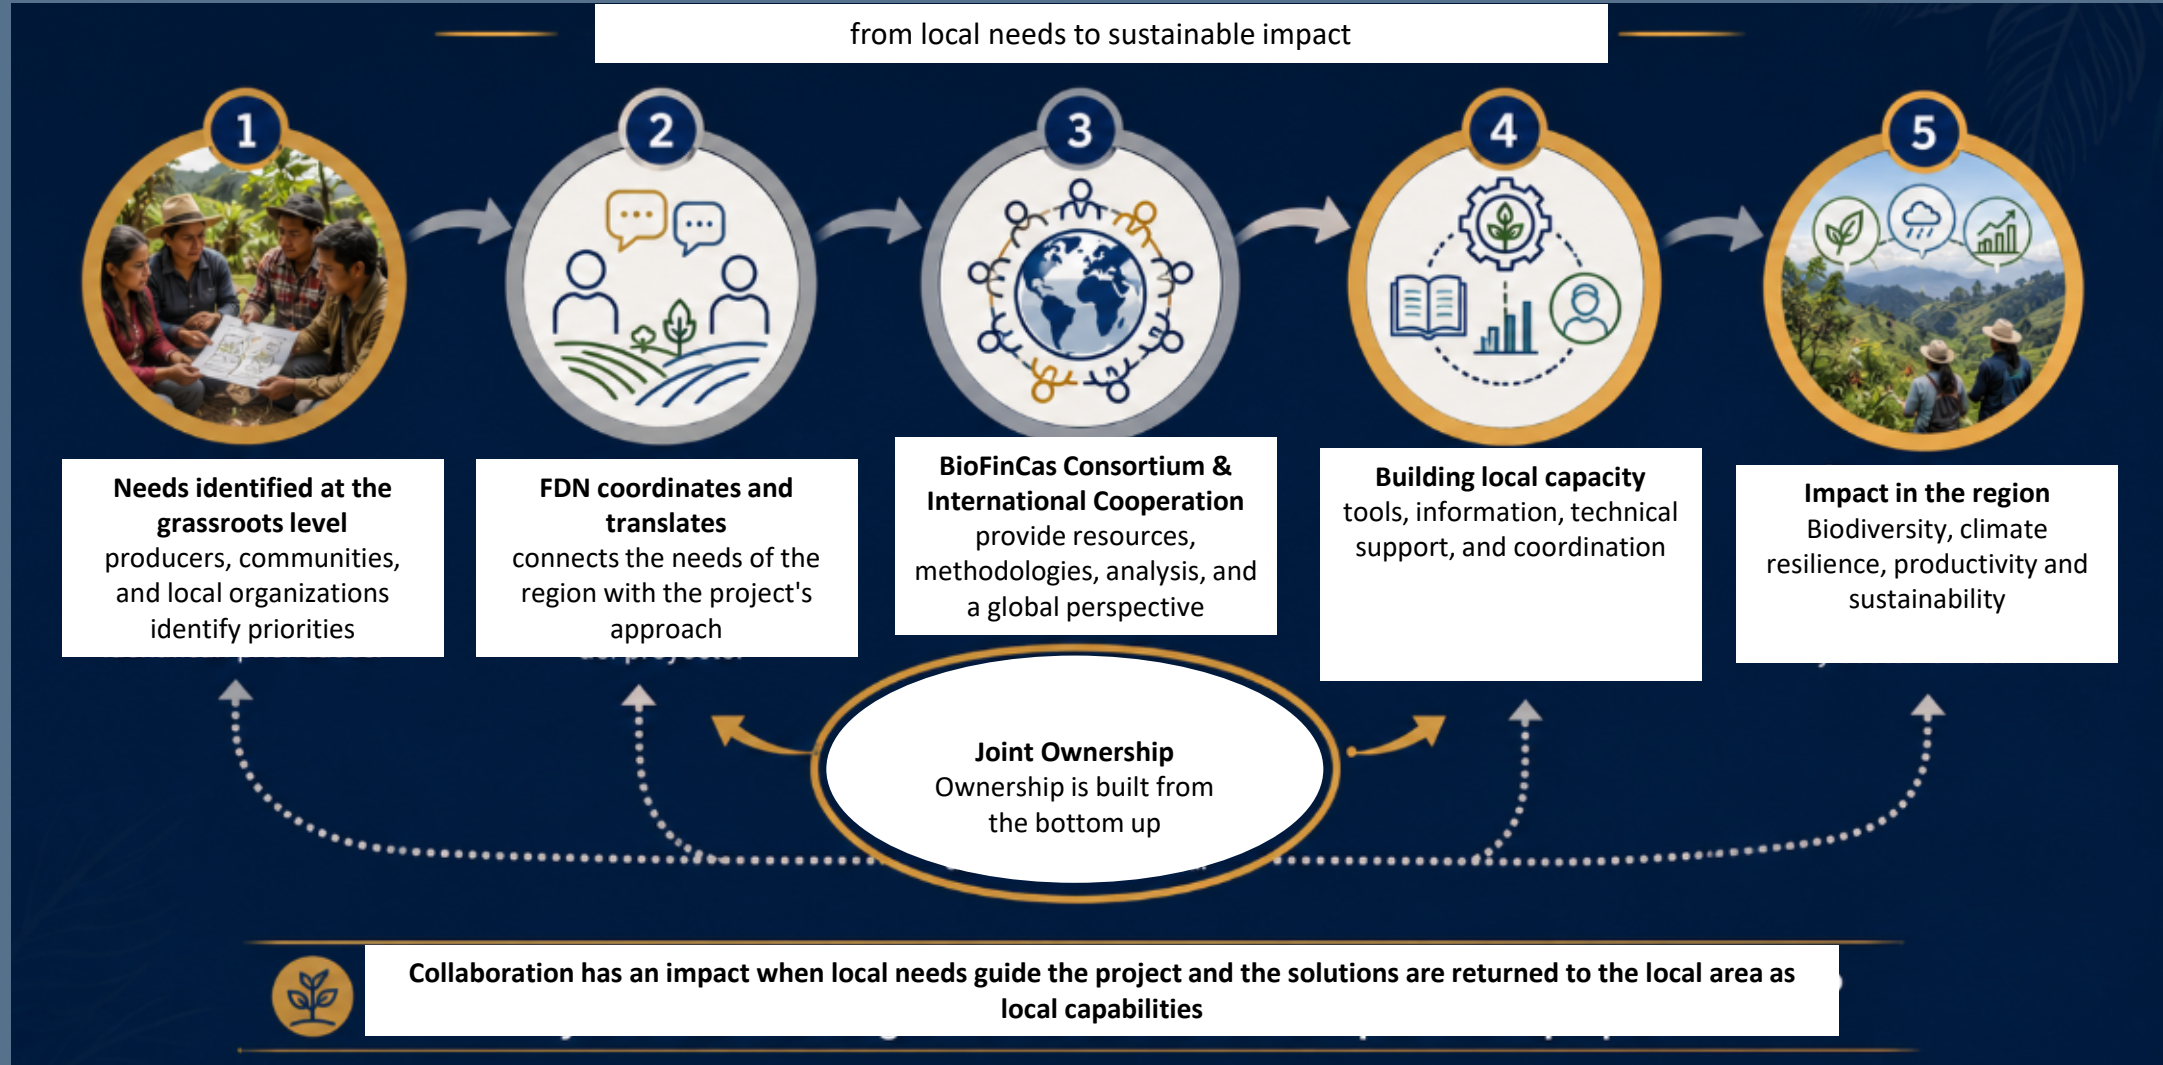 from local needs to sustainable impact
1
2
3
4
5
Needs identified at the
grassroots level
producers, communities,
and local organizations
identify priorities
FDN coordinates and
translates
connects the needs of the
region with the project's
approach
BioFinCas Consortium &
International Cooperation
provide resources,
methodologies, analysis, and
a global perspective
Building local capacity
tools, information, technical
support, and coordination
Impact in the region
Biodiversity, climate
resilience, productivity and
sustainability
Joint Ownership
Ownership is built from
the bottom up
Collaboration has an impact when local needs guide the project and the solutions are returned to the local area as
local capabilities